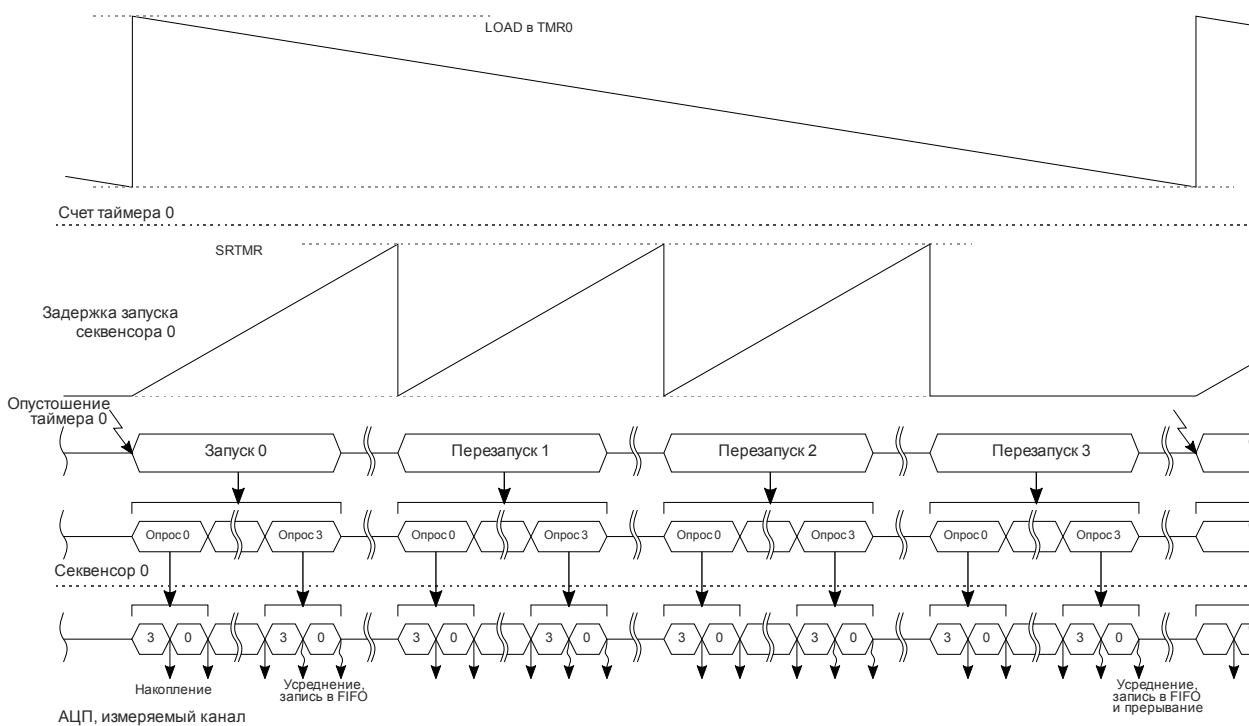 LOAD в TMR0
Счет таймера 0
SRTMR
Задержка запуска
секвенсора 0
Опустошение
таймера 0
Запуск 0
Перезапуск 1
Перезапуск 2
Перезапуск 3
Опрос 0
Опрос 3
Опрос 0
Опрос 3
Опрос 0
Опрос 3
Опрос 0
Опрос 3
Секвенсор 0
3 0 3 0 3 0 3 0 3 0 3 0 3 0 3 0
Накопление
Усреднение,
запись в FIFO
Усреднение,
запись в FIFO
и прерывание
АЦП, измеряемый канал